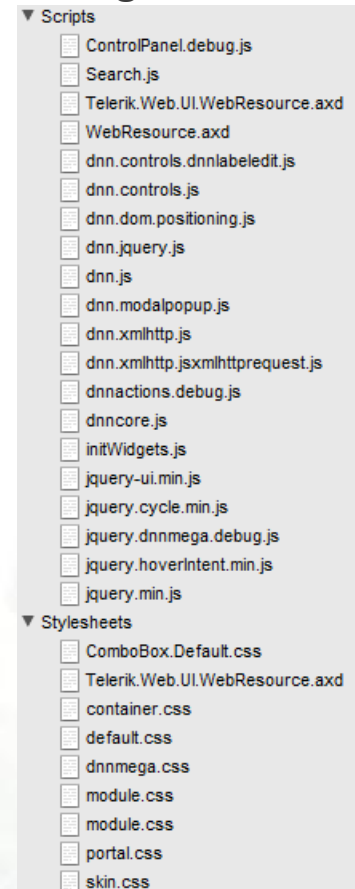 Scripts
ControlPanel.debug.js
Search.js
Telerik.Web.UI.WebResource.axd
WebResource.axd
dnn.controls.dnnlabeledit.js
dnn.controls.js
dnn.dom.positioning.js
dnn.jquery.js
dnn.js
dnn.modalpopup.js
dnn.xmlhttp.js
dnn.xmlhttp.jsxmlhttprequest.js
dnnactions.debug.js
dnncore.js
initWidgets.js
jquery-ui.min.js
jquery.cycle.min.js
jquery.dnnmega.debug.js
jquery.hoverIntent.min.js
jquery.min.js
Stylesheets
ComboBox.Default.css
Telerik.Web.UI.WebResource.axd
container.css
default.css
dnnmega.css
module.css
module.css
portal.css
skin.css